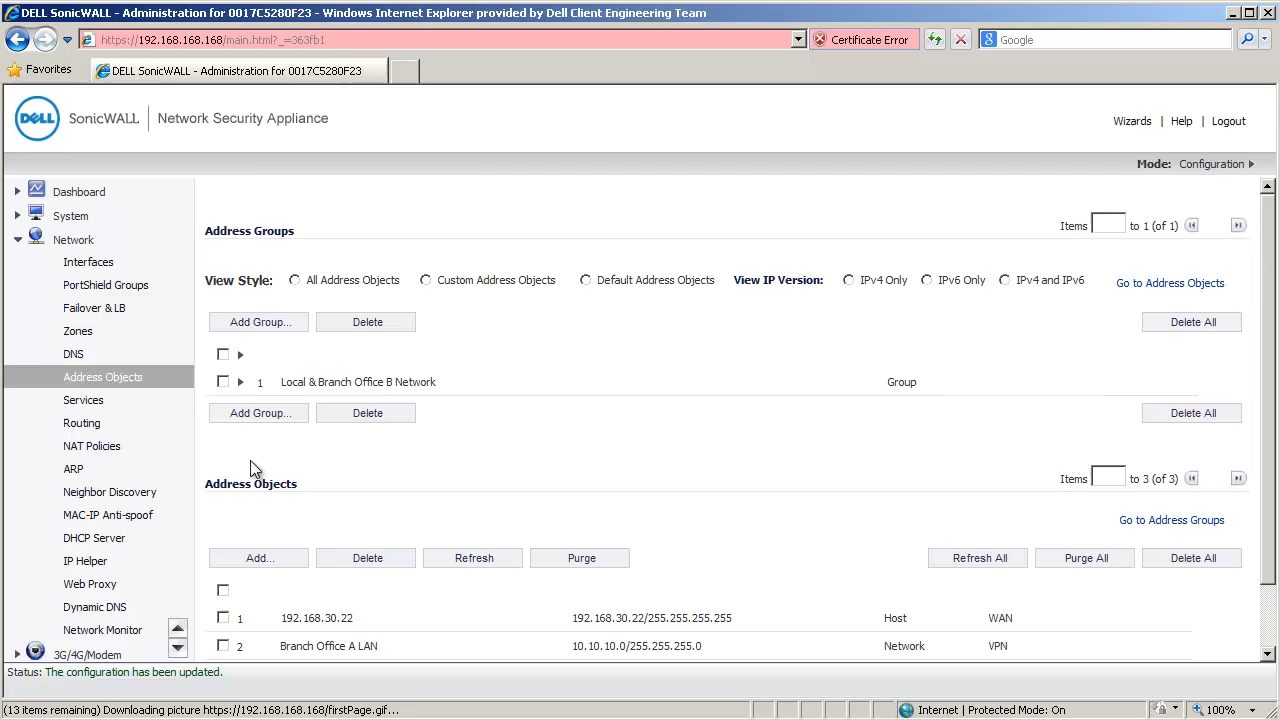 DELL SonicWALL - Administration for 0017C5280F23 - Windows Internet Explorer provided by Dell Client Engineering Team
https://192.168.168.168/main.html?_=363fb1
Certificate Error
Google
Favorites
DELL SonicWALL - Administration for 0017C5280F23
DELL
SonicWALL
Network Security Appliance
Wizards | Help | Logout
Mode: Configuration
Dashboard
System
Network
Interfaces
PortShield Groups
Failover & LB
Zones
DNS
Address Objects
Services
Routing
NAT Policies
ARP
Neighbor Discovery
MAC-IP Anti-spoof
DHCP Server
IP Helper
Web Proxy
Dynamic DNS
Network Monitor
3G/4G/Modem
Address Groups
Items to 1 (of 1)
View Style: All Address Objects Custom Address Objects Default Address Objects View IP Version: IPv4 Only IPv6 Only IPv4 and IPv6 Go to Address Objects
Add Group... Delete Delete All
1 Local & Branch Office B Network Group
Add Group... Delete Delete All
Address Objects
Items to 3 (of 3)
Go to Address Groups
Add... Delete Refresh Purge Refresh All Purge All Delete All
1 192.168.30.22 192.168.30.22/255.255.255.255 Host WAN
2 Branch Office A LAN 10.10.10.0/255.255.255.0 Network VPN
Status: The configuration has been updated.
(13 items remaining) Downloading picture https://192.168.168.168/firstPage.gif...
Internet | Protected Mode: On
100%